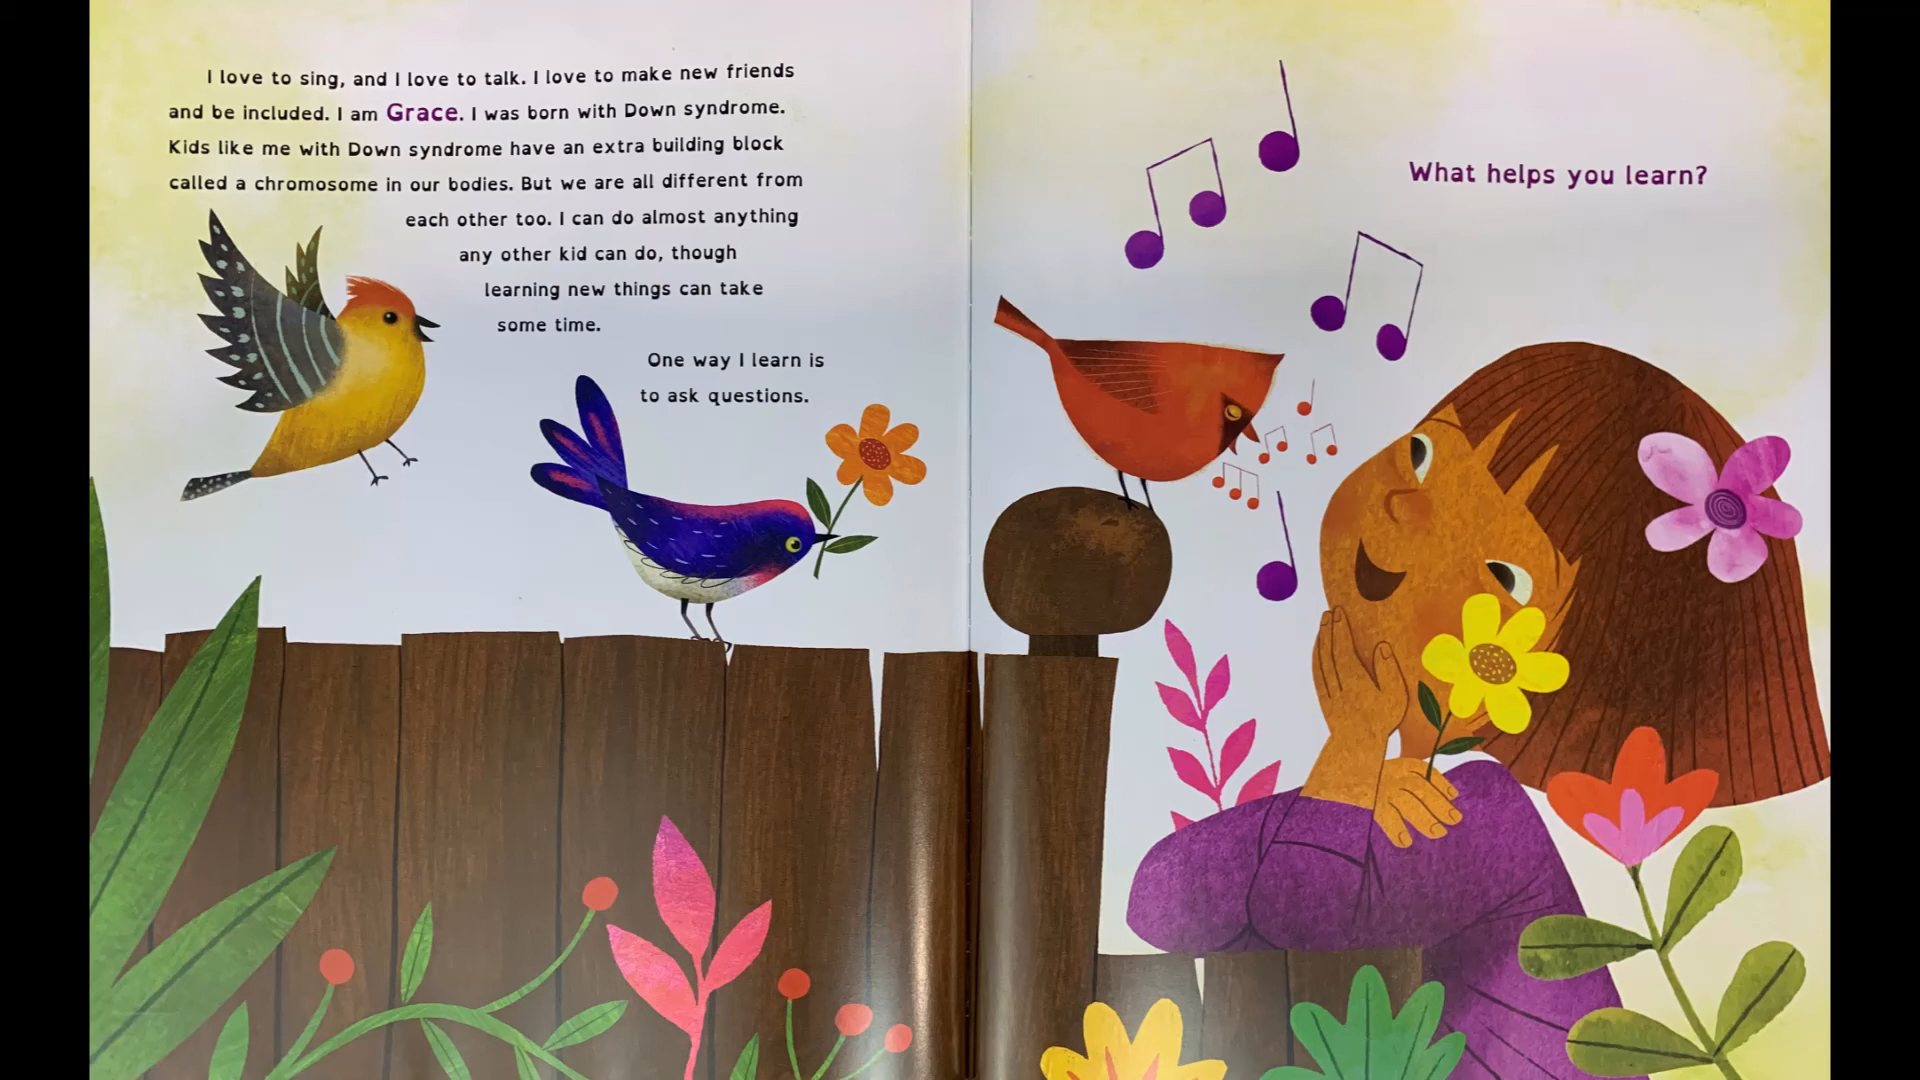 I love to sing, and I love to talk. I love to make new friends
and be included. I am Grace. I was born with Down syndrome.
Kids like me with Down syndrome have an extra building block
called a chromosome in our bodies. But we are all different from
each other too. I can do almost anything
any other kid can do, though
learning new things can take
some time.
One way I learn is
to ask questions.
What helps you learn?